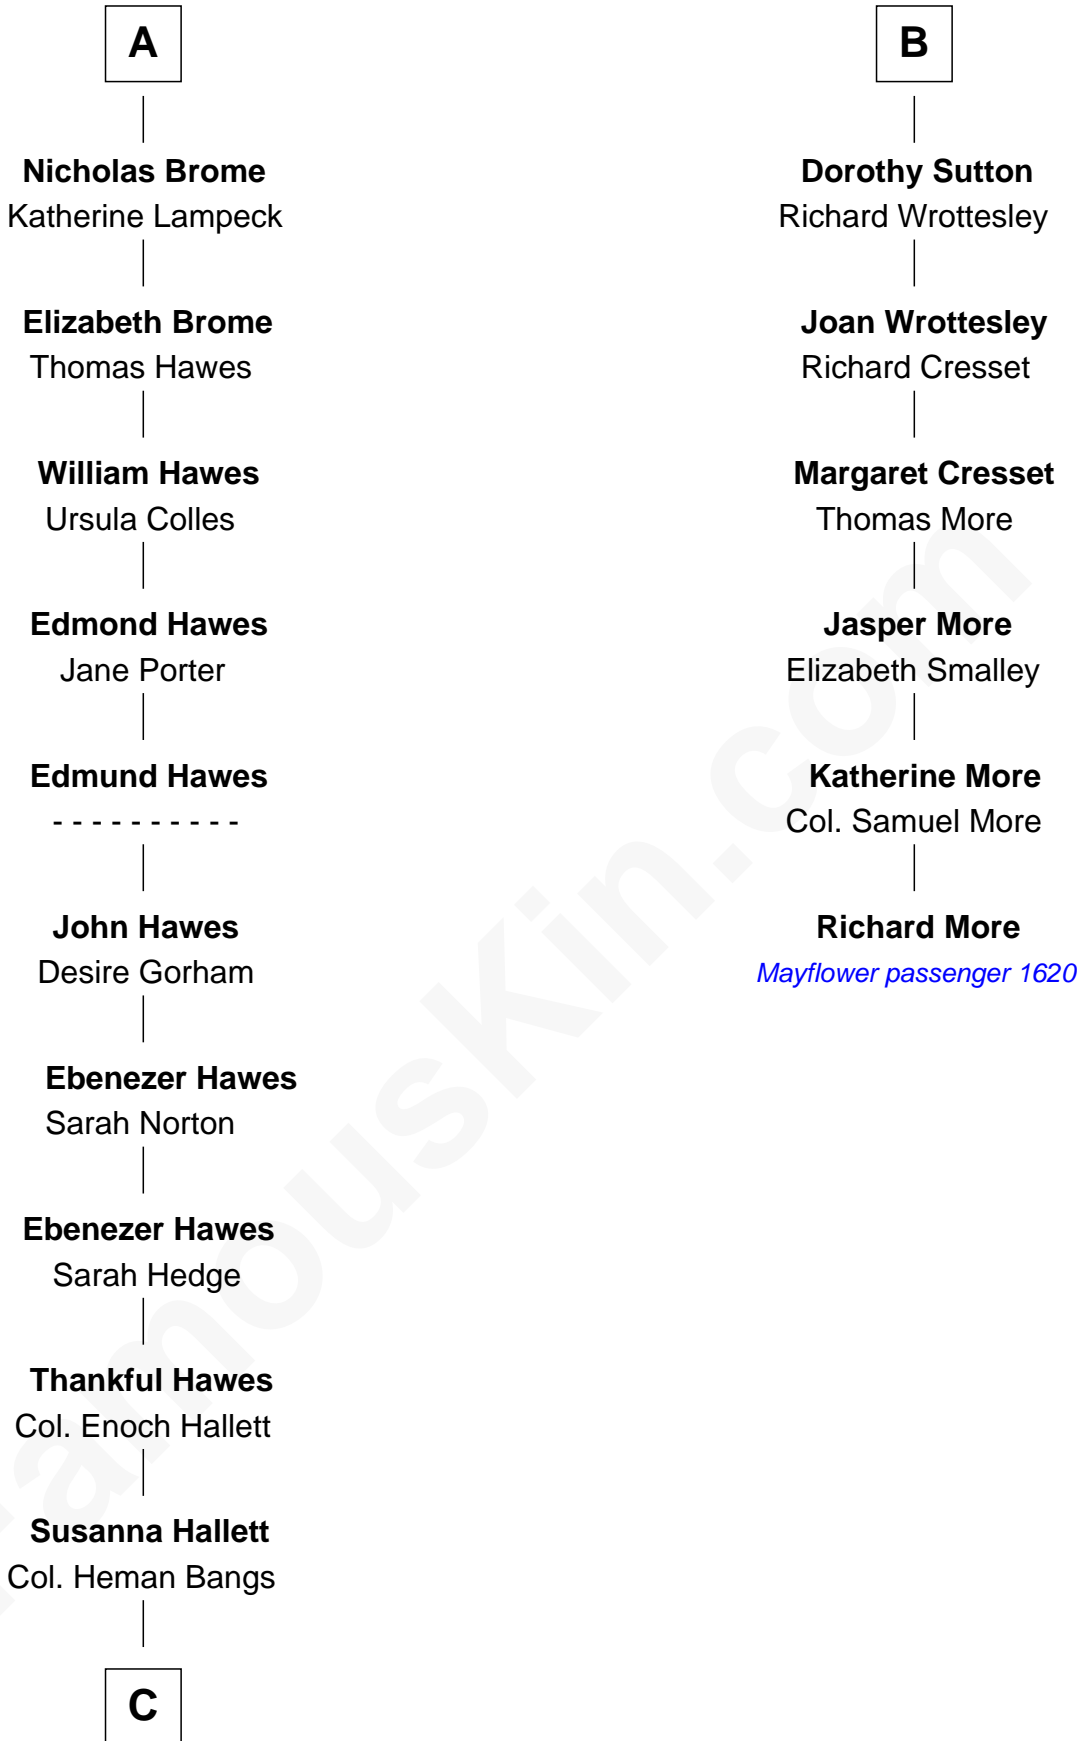 A
Nicholas Brome
Katherine Lampeck
Elizabeth Brome
Thomas Hawes
William Hawes
Ursula Colles
Edmond Hawes
Jane Porter
Edmund Hawes
- - - - - - - - - -
John Hawes
Desire Gorham
Ebenezer Hawes
Sarah Norton
Ebenezer Hawes
Sarah Hedge
Thankful Hawes
Col. Enoch Hallett
Susanna Hallett
Col. Heman Bangs
C
B
Dorothy Sutton
Richard Wrottesley
Joan Wrottesley
Richard Cresset
Margaret Cresset
Thomas More
Jasper More
Elizabeth Smalley
Katherine More
Col. Samuel More
Richard More
Mayflower passenger 1620
FamousKin.com